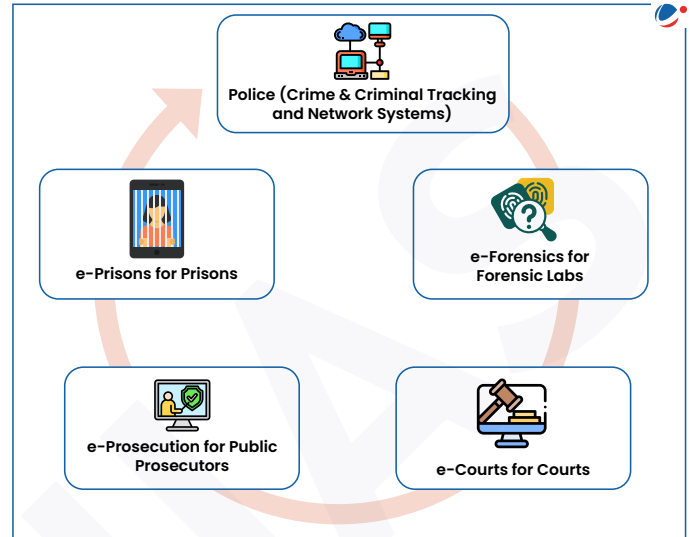 Police (Crime & Criminal Tracking
and Network Systems)
e-Prisons for Prisons
e-Forensics for
Forensic Labs
e-Prosecution for Public
Prosecutors
e-Courts for Courts